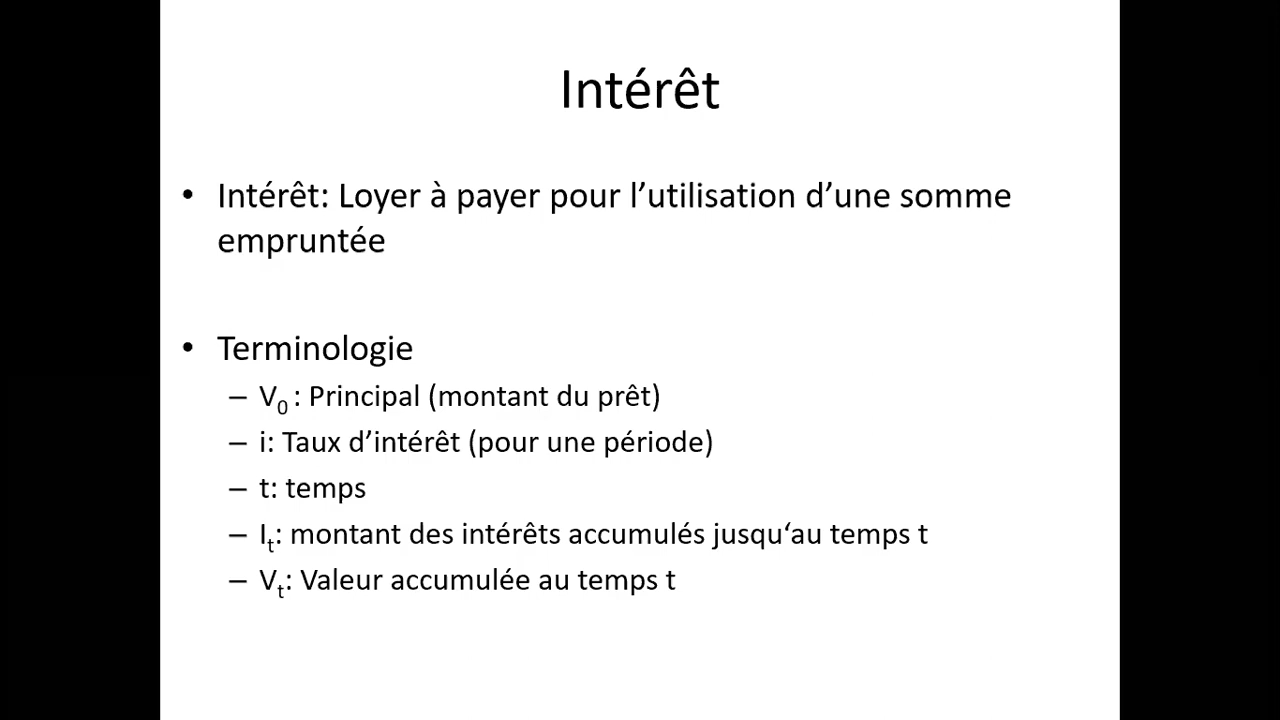 Intérêt
• Intérêt: Loyer à payer pour l’utilisation d’une somme
empruntée
• Terminologie
– V₀ : Principal (montant du prêt)
– i: Taux d’intérêt (pour une période)
– t: temps
– Iₜ: montant des intérêts accumulés jusqu‘au temps t
– Vₜ: Valeur accumulée au temps t